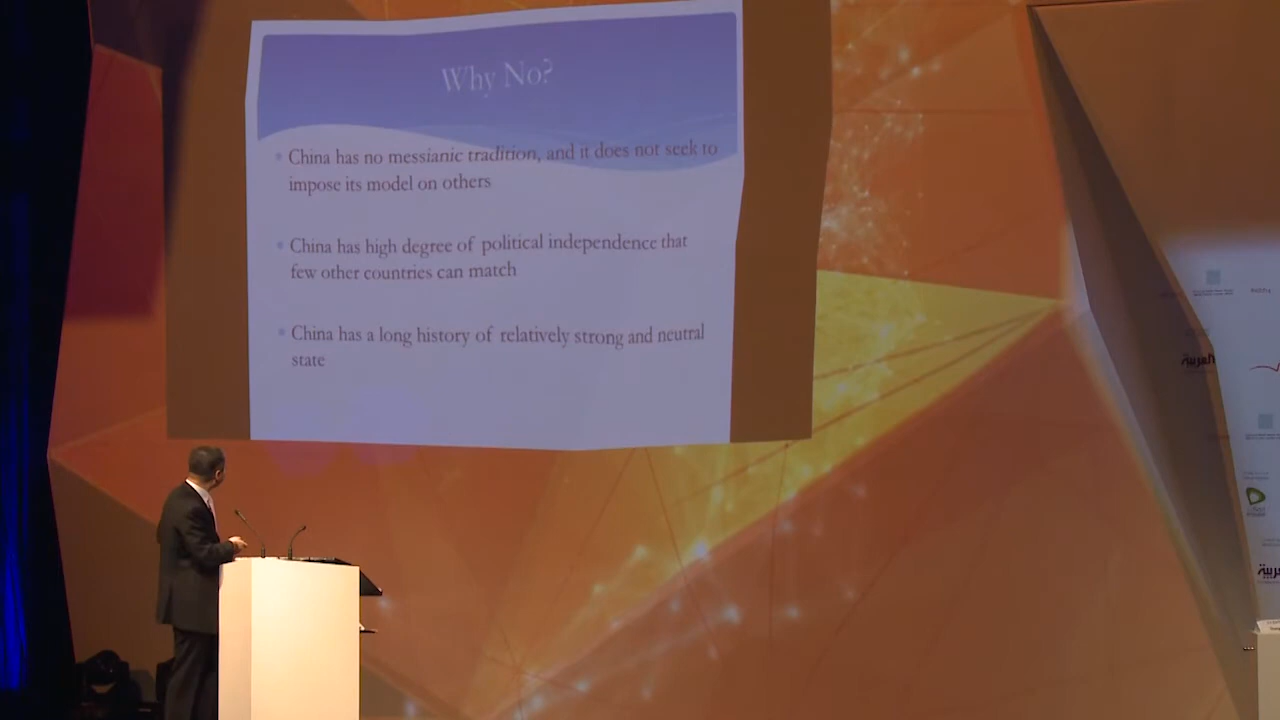 Why No?
China has no messianic tradition, and it does not seek to
impose its model on others
China has high degree of political independence that
few other countries can match
China has a long history of relatively strong and neutral
state
العربية